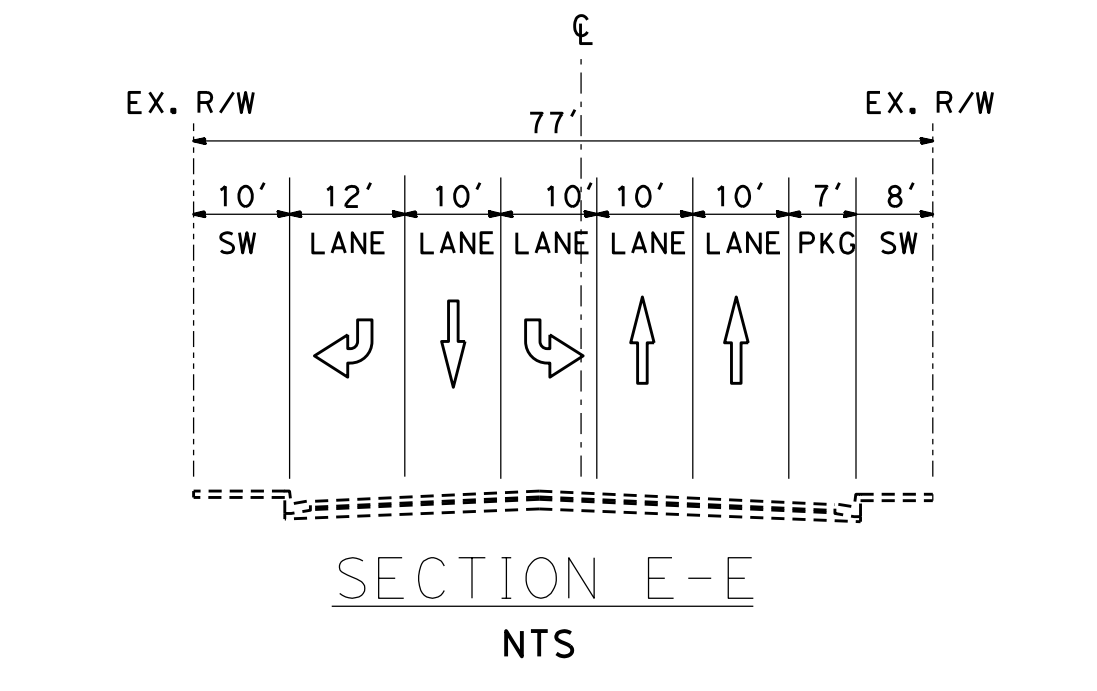 ℄
EX. R/W EX. R/W
77'
10' 12' 10' 10' 10' 10' 7' 8'
SW LANE LANE LANE LANE LANE PKG SW
SECTION E-E
NTS